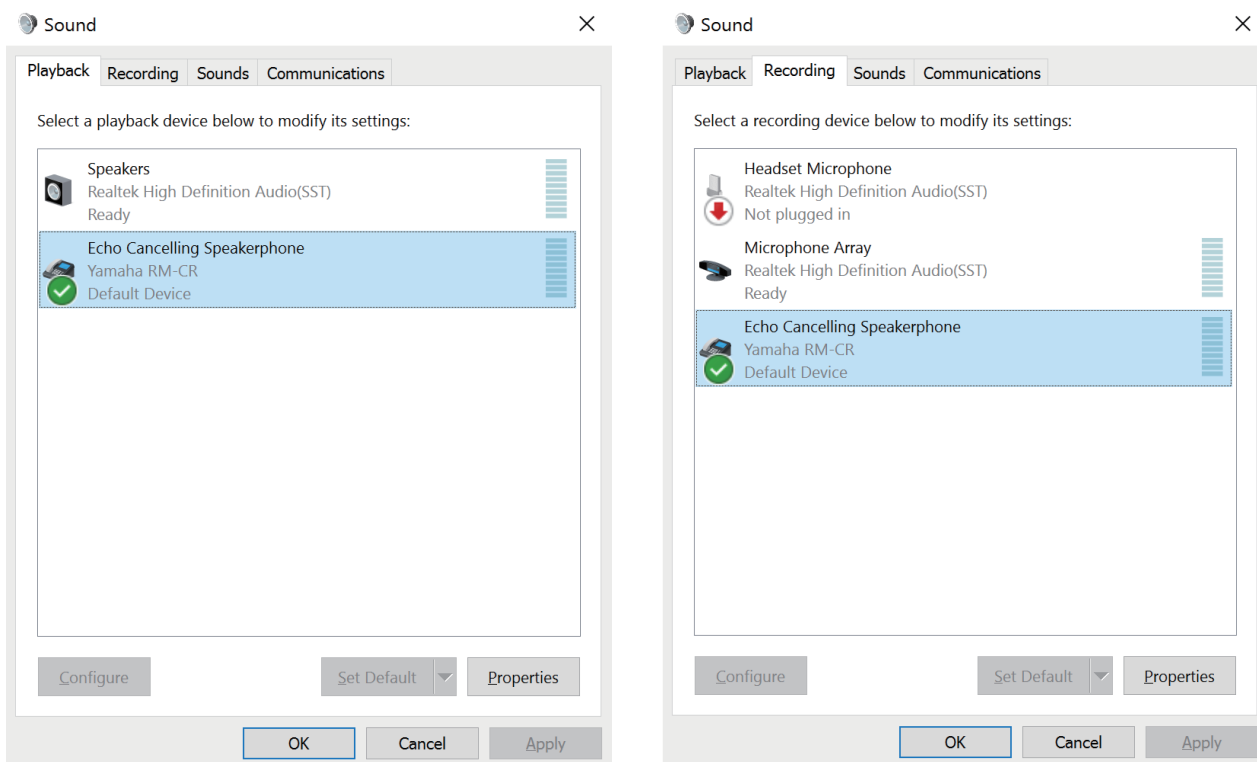 Sound
Playback Recording Sounds Communications
Select a playback device below to modify its settings:
Speakers
Realtek High Definition Audio(SST)
Ready
Echo Cancelling Speakerphone
Yamaha RM-CR
Default Device
Configure Set Default Properties
OK Cancel Apply
Sound
Playback Recording Sounds Communications
Select a recording device below to modify its settings:
Headset Microphone
Realtek High Definition Audio(SST)
Not plugged in
Microphone Array
Realtek High Definition Audio(SST)
Ready
Echo Cancelling Speakerphone
Yamaha RM-CR
Default Device
Configure Set Default Properties
OK Cancel Apply